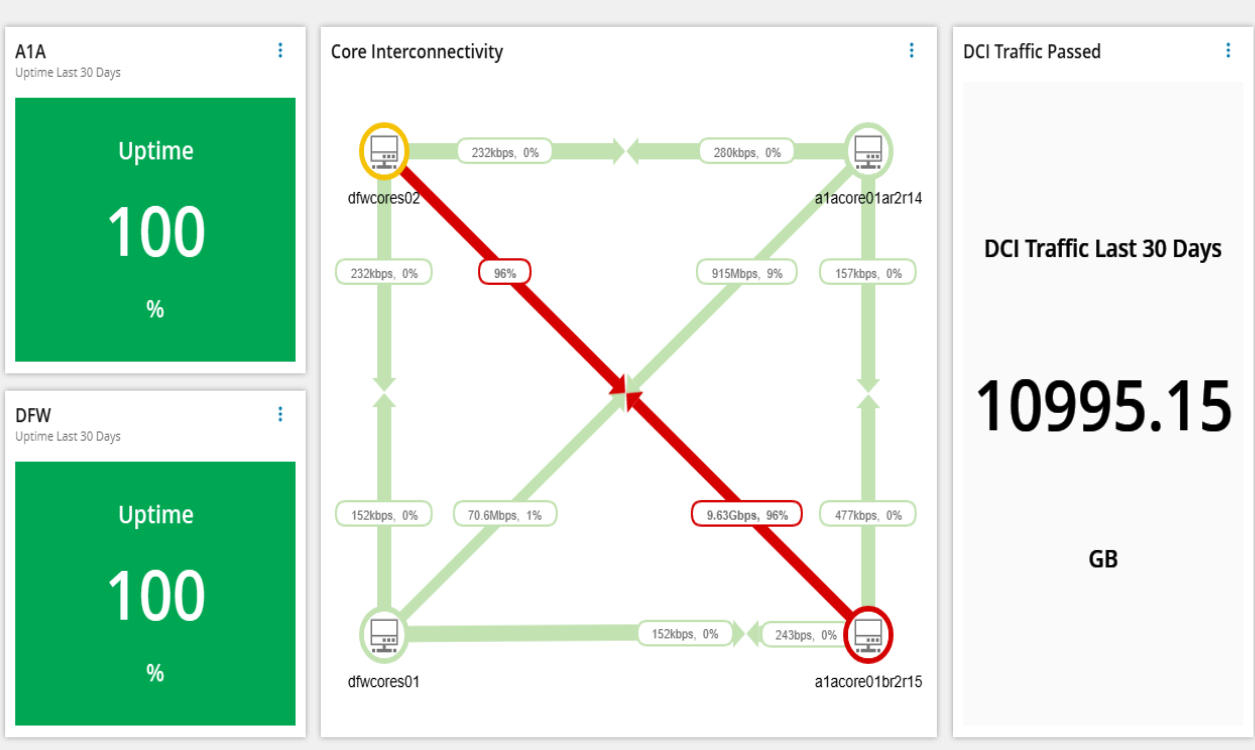 A1A
Uptime Last 30 Days
Uptime
100
%
DFW
Uptime Last 30 Days
Uptime
100
%
Core Interconnectivity
232kbps, 0%
280kbps, 0%
dfwcores02
a1acore01ar2r14
232kbps, 0%
96%
915Mbps, 9%
157kbps, 0%
152kbps, 0%
70.6Mbps, 1%
9.63Gbps, 96%
477kbps, 0%
152kbps, 0%
243bps, 0%
dfwcores01
a1acore01br2r15
DCI Traffic Passed
DCI Traffic Last 30 Days
10995.15
GB